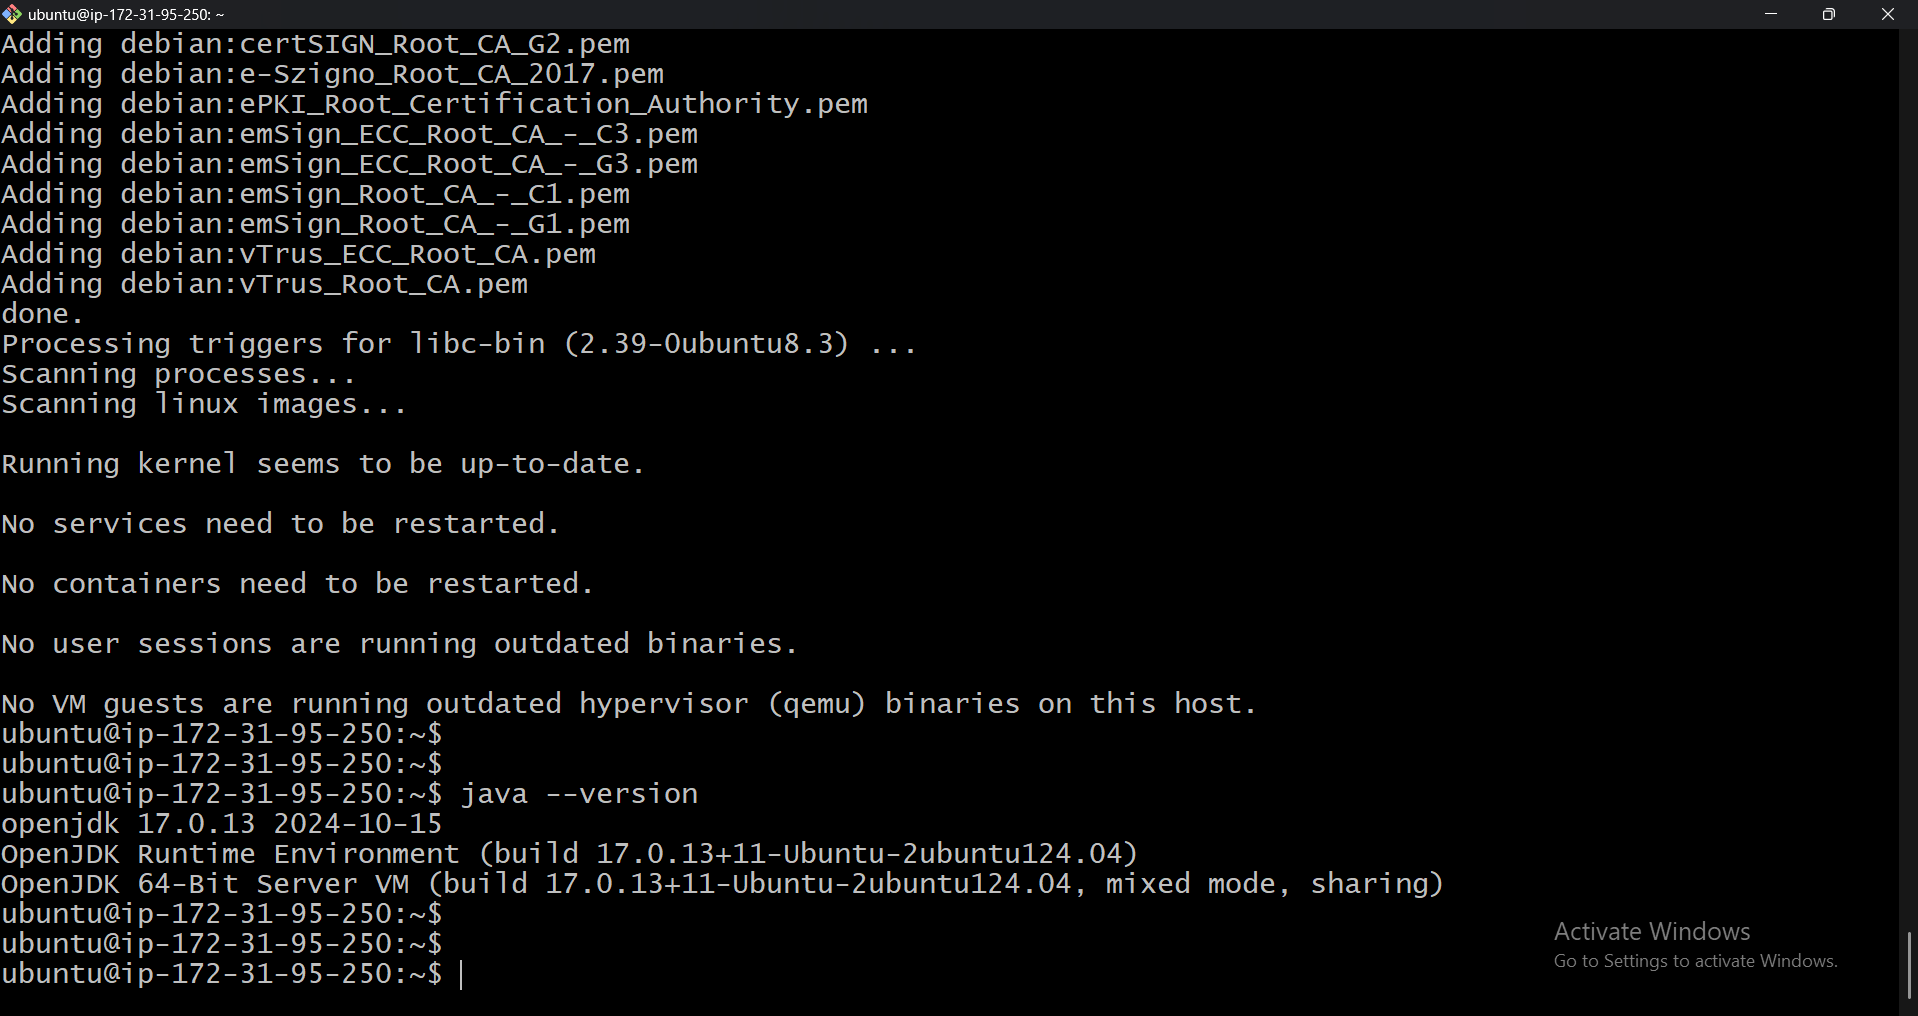 ubuntu@ip-172-31-95-250: ~
Adding debian:certSIGN_Root_CA_G2.pem
Adding debian:e-Szigno_Root_CA_2017.pem
Adding debian:ePKI_Root_Certification_Authority.pem
Adding debian:emSign_ECC_Root_CA_-_C3.pem
Adding debian:emSign_ECC_Root_CA_-_G3.pem
Adding debian:emSign_Root_CA_-_C1.pem
Adding debian:emSign_Root_CA_-_G1.pem
Adding debian:vTrus_ECC_Root_CA.pem
Adding debian:vTrus_Root_CA.pem
done.
Processing triggers for libc-bin (2.39-0ubuntu8.3) ...
Scanning processes...
Scanning linux images...
Running kernel seems to be up-to-date.
No services need to be restarted.
No containers need to be restarted.
No user sessions are running outdated binaries.
No VM guests are running outdated hypervisor (qemu) binaries on this host.
ubuntu@ip-172-31-95-250:~$
ubuntu@ip-172-31-95-250:~$
ubuntu@ip-172-31-95-250:~$ java --version
openjdk 17.0.13 2024-10-15
OpenJDK Runtime Environment (build 17.0.13+11-Ubuntu-2ubuntu124.04)
OpenJDK 64-Bit Server VM (build 17.0.13+11-Ubuntu-2ubuntu124.04, mixed mode, sharing)
ubuntu@ip-172-31-95-250:~$
ubuntu@ip-172-31-95-250:~$
ubuntu@ip-172-31-95-250:~$
Activate Windows
Go to Settings to activate Windows.